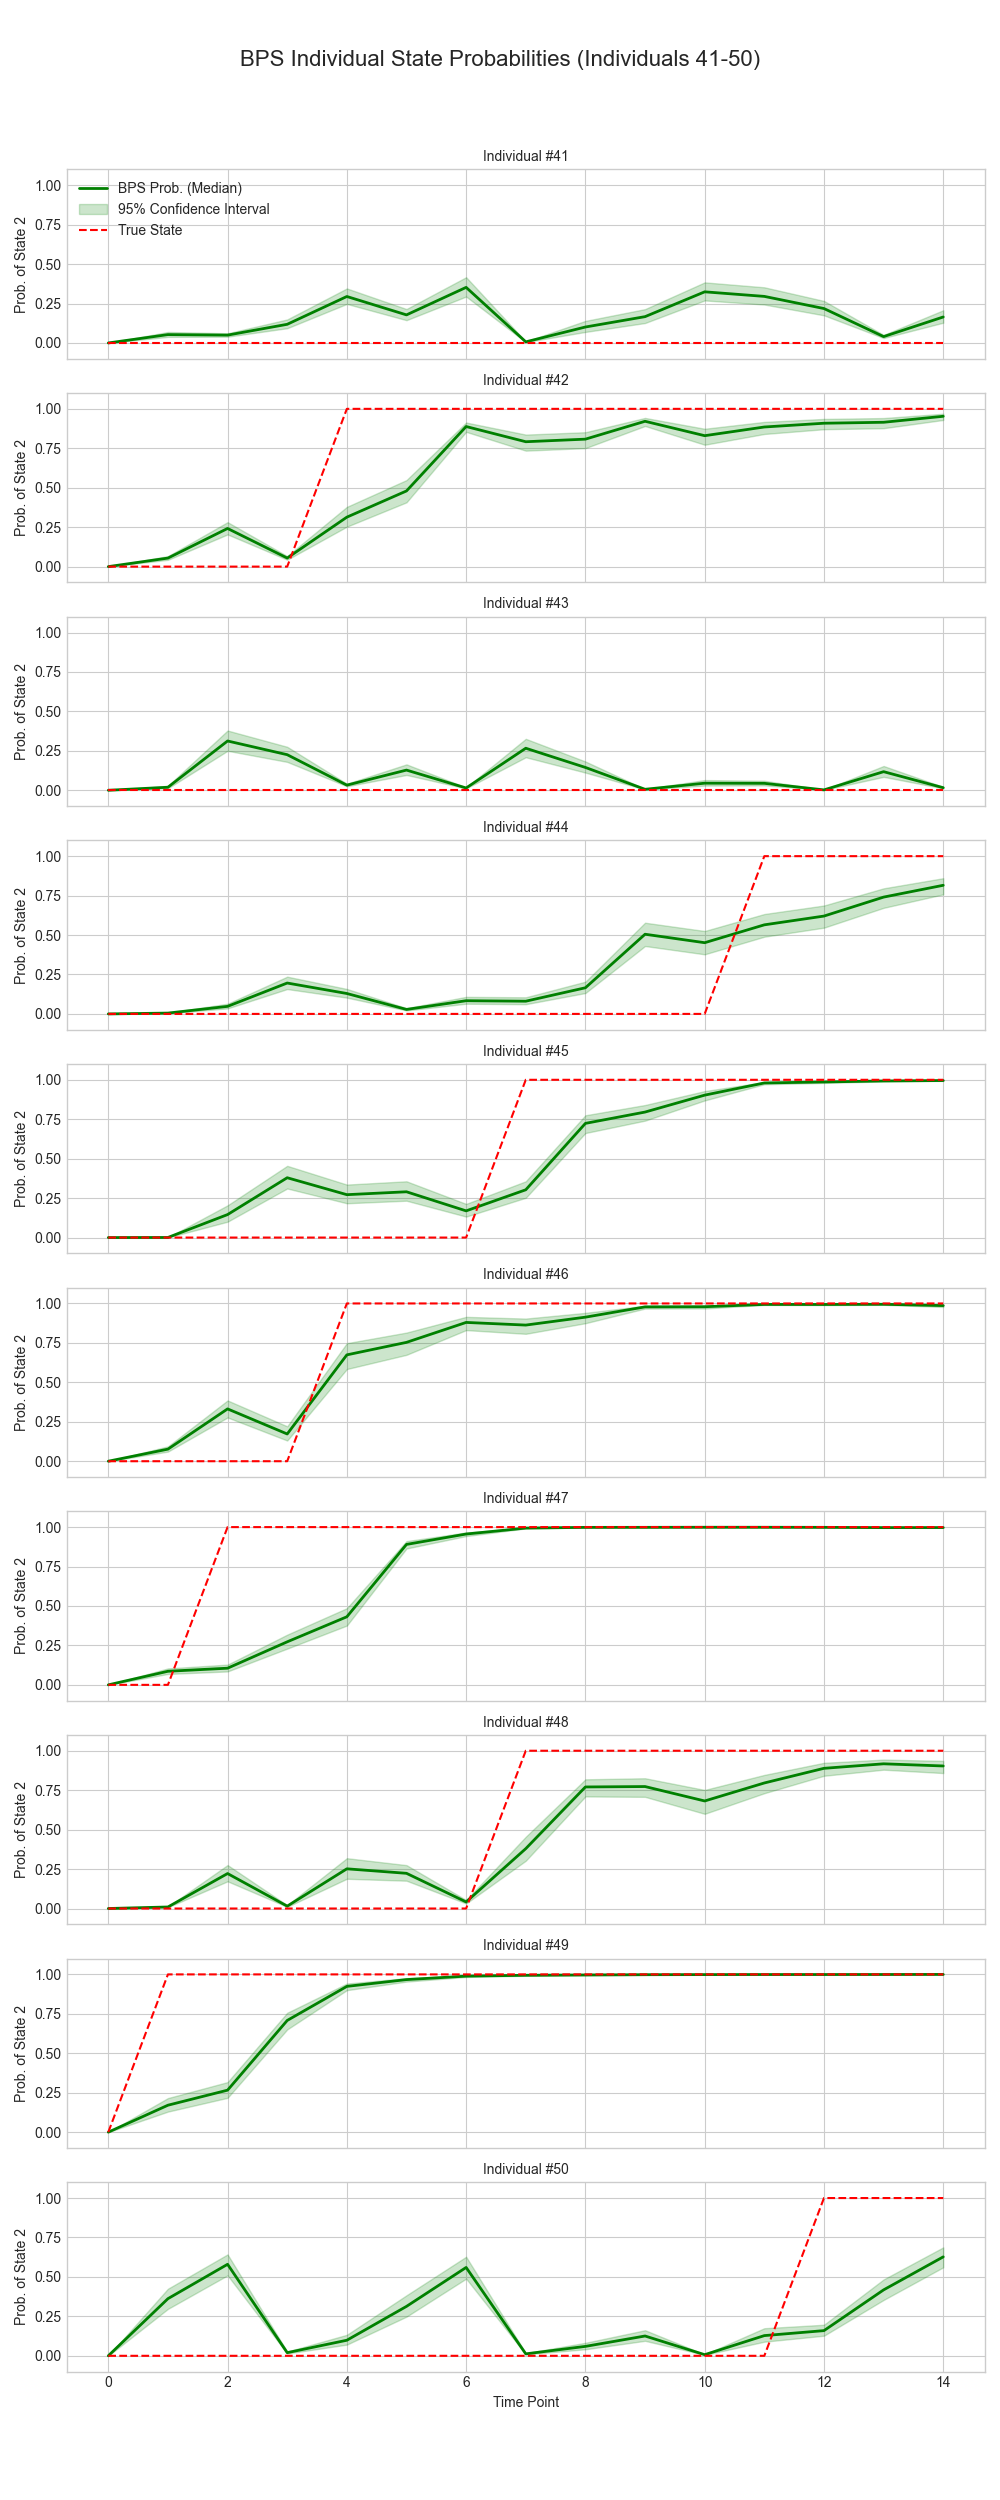 BPS Individual State Probabilities (Individuals 41-50)
Individual #41
Prob. of State 2
1.00
0.75
0.50
0.25
0.00
BPS Prob. (Median)
95% Confidence Interval
True State
Individual #42
Prob. of State 2
1.00
0.75
0.50
0.25
0.00
Individual #43
Prob. of State 2
1.00
0.75
0.50
0.25
0.00
Individual #44
Prob. of State 2
1.00
0.75
0.50
0.25
0.00
Individual #45
Prob. of State 2
1.00
0.75
0.50
0.25
0.00
Individual #46
Prob. of State 2
1.00
0.75
0.50
0.25
0.00
Individual #47
Prob. of State 2
1.00
0.75
0.50
0.25
0.00
Individual #48
Prob. of State 2
1.00
0.75
0.50
0.25
0.00
Individual #49
Prob. of State 2
1.00
0.75
0.50
0.25
0.00
Individual #50
Prob. of State 2
1.00
0.75
0.50
0.25
0.00
0 2 4 6 8 10 12 14
Time Point